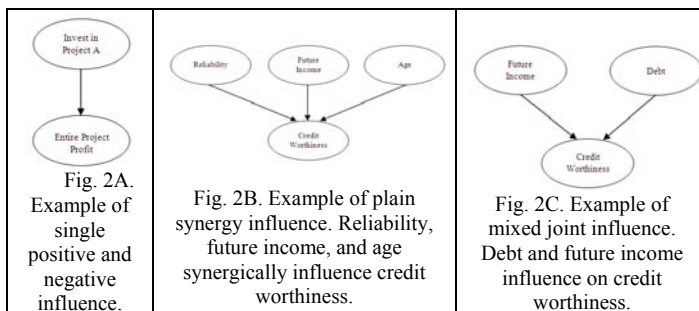 Invest in
Project A
Entire Project
Profit
Fig. 2A.
Example of
single
positive and
negative
influence.
Reliability
Future
Income
Age
Credit
Worthiness
Fig. 2B. Example of plain
synergy influence. Reliability,
future income, and age
synergically influence credit
worthiness.
Future
Income
Debt
Credit
Worthiness
Fig. 2C. Example of
mixed joint influence.
Debt and future income
influence on credit
worthiness.